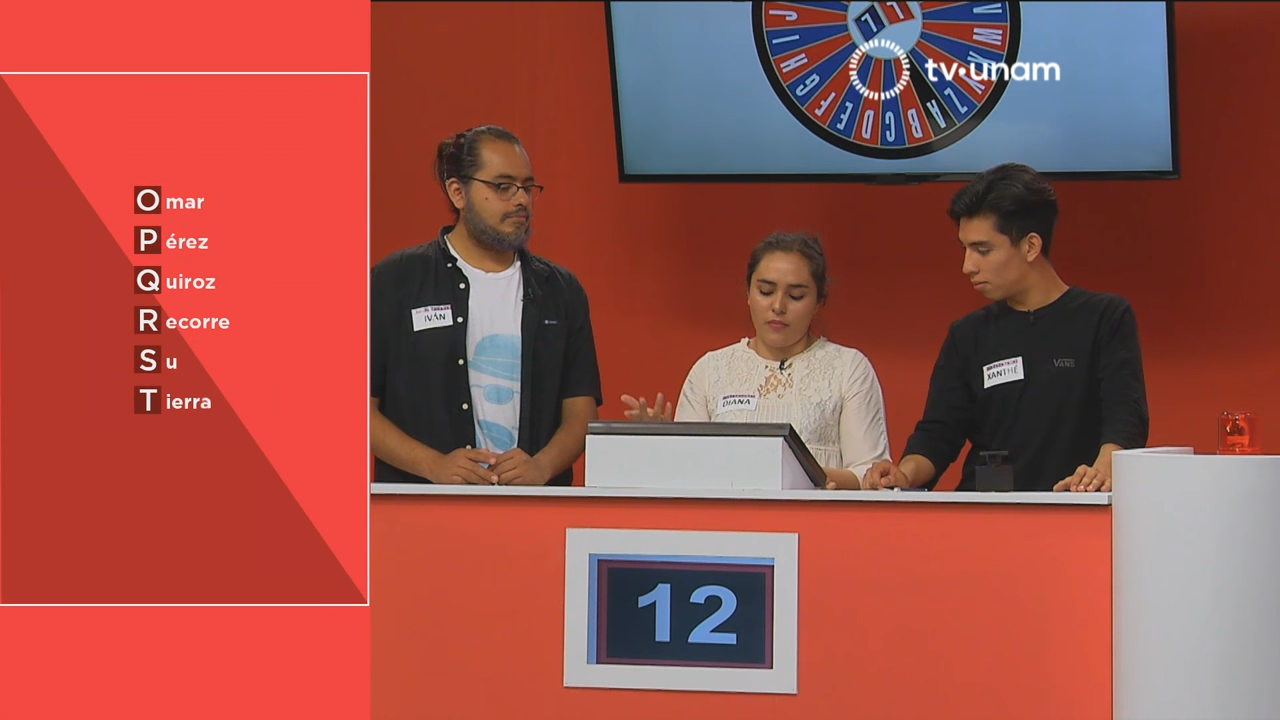 Omar
Pérez
Quiroz
Recorre
Su
Tierra
tv·unam
J
I
H
G
F
E
D
C
B
A
Z
V
W
IVÁN
DIANA
XANTHÉ
VANS
12